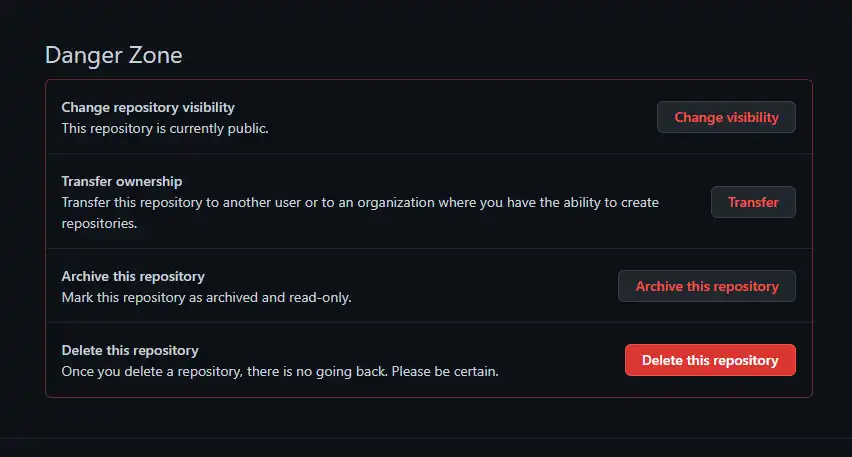 Danger Zone
Change repository visibility
This repository is currently public.
Change visibility
Transfer ownership
Transfer this repository to another user or to an organization where you have the ability to create
repositories.
Transfer
Archive this repository
Mark this repository as archived and read-only.
Archive this repository
Delete this repository
Once you delete a repository, there is no going back. Please be certain.
Delete this repository